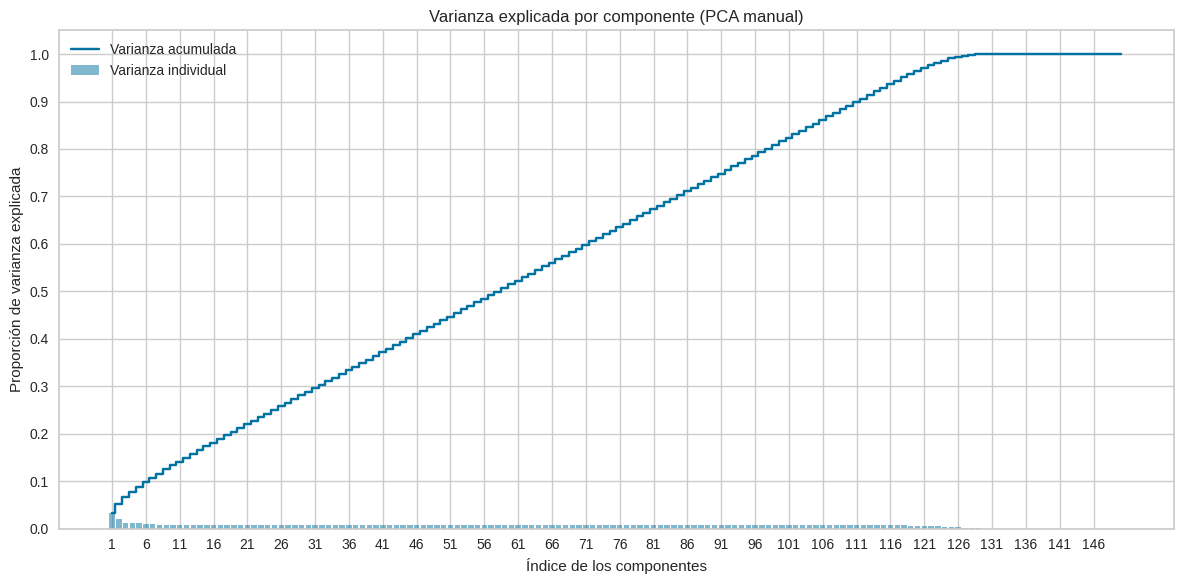 Varianza explicada por componente (PCA manual)
Varianza acumulada
Varianza individual
Proporción de varianza explicada
1.0
0.9
0.8
0.7
0.6
0.5
0.4
0.3
0.2
0.1
0.0
1 6 11 16 21 26 31 36 41 46 51 56 61 66 71 76 81 86 91 96 101 106 111 116 121 126 131 136 141 146
Índice de los componentes